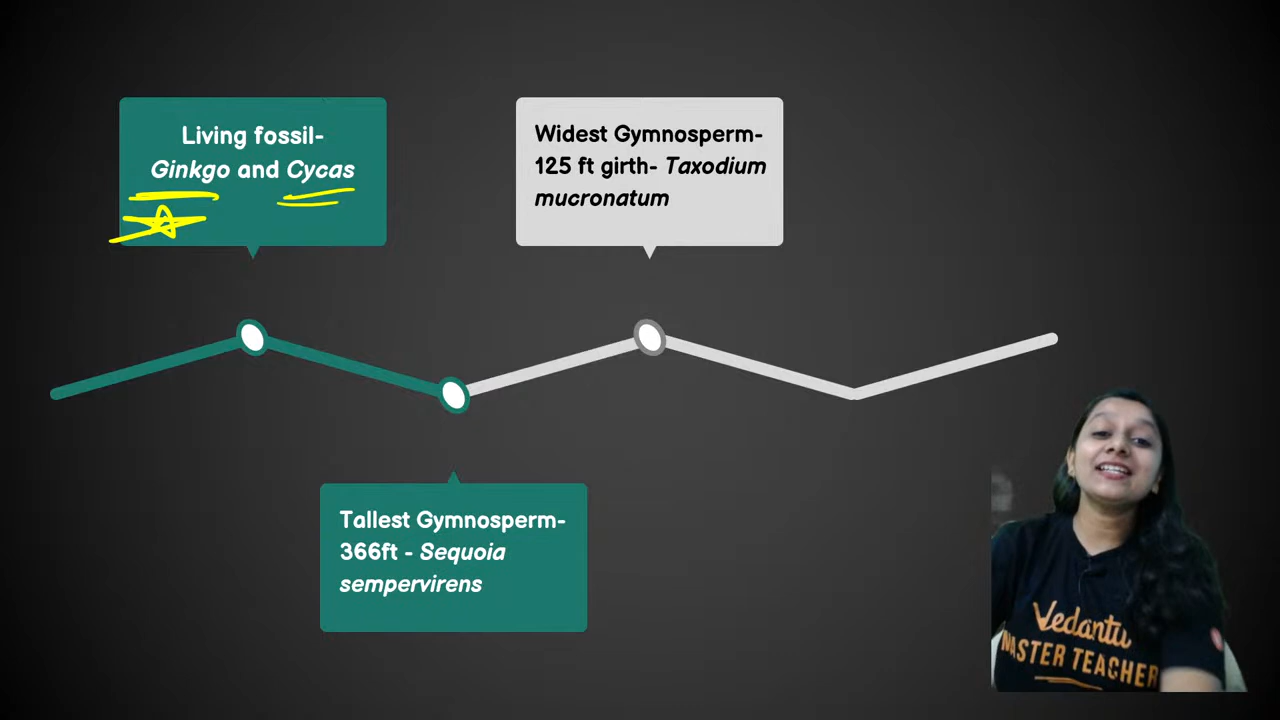 Living fossil-
Ginkgo and Cycas
Widest Gymnosperm-
125 ft girth- Taxodium
mucronatum
Tallest Gymnosperm-
366ft - Sequoia
sempervirens
Vedantu
MASTER TEACHER